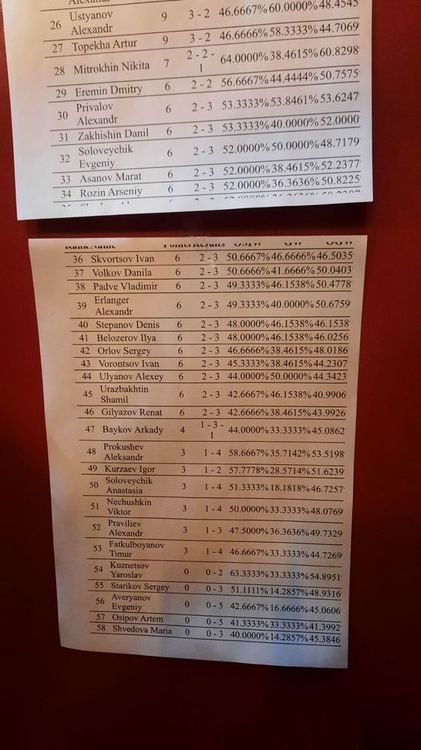 26 Ustyanov Alexandr 9 3 - 2 46.6667% 60.0000% 48.4545
27 Topekha Artur 9 3 - 2 46.6666% 58.3333% 44.7069
28 Mitrokhin Nikita 7 2 - 2 - 1 64.0000% 38.4615% 60.8298
29 Eremin Dmitry 6 2 - 2 56.6667% 44.4444% 50.7575
30 Privalov Alexandr 6 2 - 3 53.3333% 53.8461% 53.6247
31 Zakhishin Danil 6 2 - 3 53.3333% 40.0000% 52.0000
32 Soloveychik Evgeniy 6 2 - 3 52.0000% 50.0000% 48.7179
33 Asanov Marat 6 2 - 3 52.0000% 38.4615% 52.2377
34 Rozin Arseniy 6 2 - 3 52.0000% 36.3636% 50.8225
Rank Name Points Results OMW GW OGW
36 Skvortsov Ivan 6 2 - 3 50.6667% 46.6666% 46.5035
37 Volkov Danila 6 2 - 3 50.6666% 41.6666% 50.0403
38 Padve Vladimir 6 2 - 3 49.3333% 46.1538% 50.4778
39 Erlanger Alexandr 6 2 - 3 49.3333% 40.0000% 50.6759
40 Stepanov Denis 6 2 - 3 48.0000% 46.1538% 46.1538
41 Belozerov Ilya 6 2 - 3 48.0000% 46.1538% 46.0256
42 Orlov Sergey 6 2 - 3 46.6666% 38.4615% 48.0186
43 Vorontsov Ivan 6 2 - 3 45.3333% 38.4615% 44.2307
44 Ulyanov Alexey 6 2 - 3 44.0000% 50.0000% 44.3423
45 Urazbakhtin Shamil 6 2 - 3 42.6667% 46.1538% 40.9906
46 Gilyazov Renat 6 2 - 3 42.6666% 38.4615% 43.9926
47 Baykov Arkady 4 1 - 3 - 1 44.0000% 33.3333% 45.0862
48 Prokushev Aleksandr 3 1 - 4 58.6667% 35.7142% 53.5198
49 Kurzaev Igor 3 1 - 2 57.7778% 28.5714% 51.6239
50 Soloveychik Anastasia 3 1 - 4 51.3333% 18.1818% 46.7257
51 Nechushkin Viktor 3 1 - 4 50.0000% 33.3333% 48.0769
52 Praviliev Alexandr 3 1 - 3 47.5000% 36.3636% 49.7329
53 Fatkulboyanov Timur 3 1 - 4 46.6667% 33.3333% 44.7269
54 Kuznetsov Yaroslav 0 0 - 2 63.3333% 33.3333% 54.8951
55 Starikov Sergey 0 0 - 3 51.1111% 14.2857% 48.9316
56 Averyanov Evgeniy 0 0 - 5 42.6667% 16.6666% 45.0606
57 Osipov Artem 0 0 - 5 41.3333% 33.3333% 41.3992
58 Shvedova Maria 0 0 - 3 40.0000% 14.2857% 45.3846